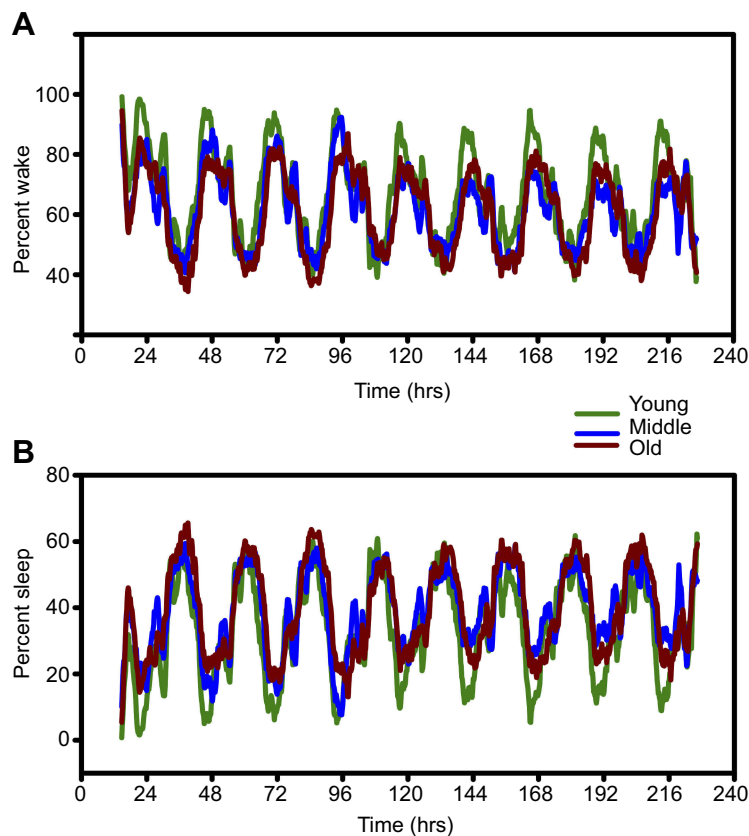 A
100
80
60
40
Percent wake
0 24 48 72 96 120 144 168 192 216 240
Time (hrs)
Young
Middle
Old
B
80
60
40
20
0
Percent sleep
0 24 48 72 96 120 144 168 192 216 240
Time (hrs)